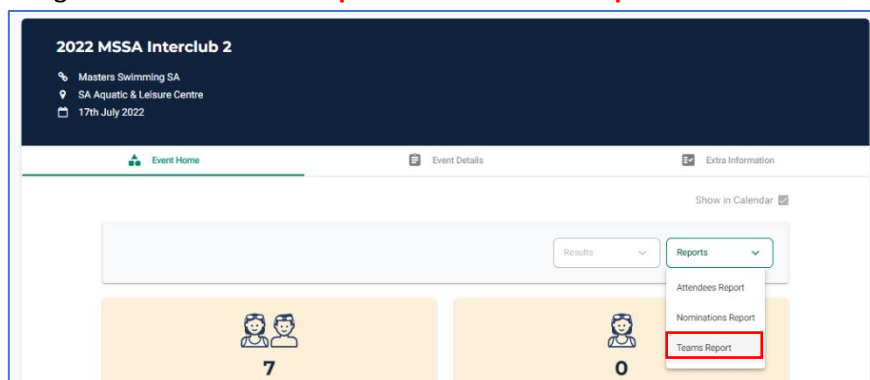 2022 MSSA Interclub 2
Masters Swimming SA
SA Aquatic & Leisure Centre
17th July 2022
Event Home Event Details Extra Information
Show in Calendar
Results Reports
Attendees Report
Nominations Report
Teams Report
7 0